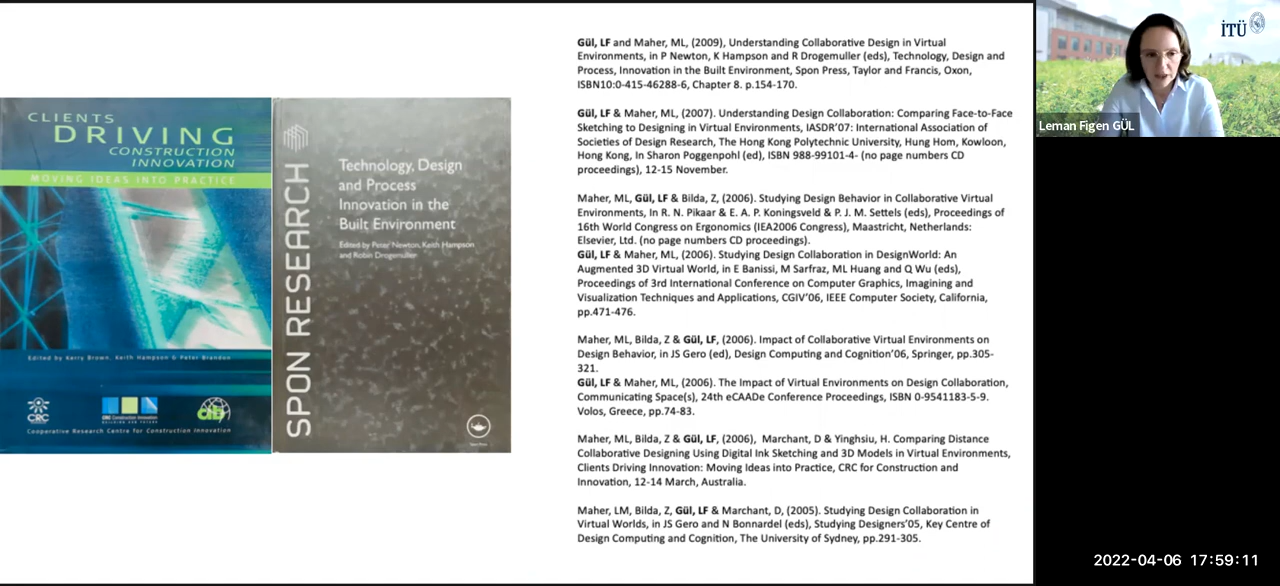 CLIENTS
DRIVING
CONSTRUCTION
INNOVATION
MOVING IDEAS INTO PRACTICE
Edited by Kerry Brown, Keith Hampson & Peter Brandon
CRC
CRC Construction Innovation
BUILDING OUR FUTURE
cib
Cooperative Research Centre for Construction Innovation
SPON RESEARCH
Technology, Design
and Process
Innovation in the
Built Environment
Edited by Peter Newton, Keith Hampson
and Robin Drogemuller
Gül, LF and Maher, ML, (2009), Understanding Collaborative Design in Virtual
Environments, in P Newton, K Hampson and R Drogemuller (eds), Technology, Design and
Process, Innovation in the Built Environment, Spon Press, Taylor and Francis, Oxon,
ISBN10:0-415-46288-6, Chapter 8. p.154-170.
Gül, LF & Maher, ML, (2007). Understanding Design Collaboration: Comparing Face-to-Face
Sketching to Designing in Virtual Environments, IASDR'07: International Association of
Societies of Design Research, The Hong Kong Polytechnic University, Hung Hom, Kowloon,
Hong Kong, In Sharon Poggenpohl (ed), ISBN 988-99101-4- (no page numbers CD
proceedings), 12-15 November.
Maher, ML, Gül, LF & Bilda, Z, (2006). Studying Design Behavior in Collaborative Virtual
Environments, In R. N. Pikaar & E. A. P. Koningsveld & P. J. M. Settels (eds), Proceedings of
16th World Congress on Ergonomics (IEA2006 Congress), Maastricht, Netherlands:
Elsevier, Ltd. (no page numbers CD proceedings).
Gül, LF & Maher, ML, (2006). Studying Design Collaboration in DesignWorld: An
Augmented 3D Virtual World, in E Banissi, M Sarfraz, ML Huang and Q Wu (eds),
Proceedings of 3rd International Conference on Computer Graphics, Imagining and
Visualization Techniques and Applications, CGIV'06, IEEE Computer Society, California,
pp.471-476.
Maher, ML, Bilda, Z & Gül, LF, (2006). Impact of Collaborative Virtual Environments on
Design Behavior, in JS Gero (ed), Design Computing and Cognition'06, Springer, pp.305-
321.
Gül, LF & Maher, ML, (2006). The Impact of Virtual Environments on Design Collaboration,
Communicating Space(s), 24th eCAADe Conference Proceedings, ISBN 0-9541183-5-9.
Volos, Greece, pp.74-83.
Maher, ML, Bilda, Z & Gül, LF, (2006), Marchant, D & Yinghsiu, H. Comparing Distance
Collaborative Designing Using Digital Ink Sketching and 3D Models in Virtual Environments,
Clients Driving Innovation: Moving Ideas into Practice, CRC for Construction and
Innovation, 12-14 March, Australia.
Maher, LM, Bilda, Z, Gül, LF & Marchant, D, (2005). Studying Design Collaboration in
Virtual Worlds, in JS Gero and N Bonnardel (eds), Studying Designers'05, Key Centre of
Design Computing and Cognition, The University of Sydney, pp.291-305.
İTÜ
Leman Figen GÜL
2022-04-06 17:59:11